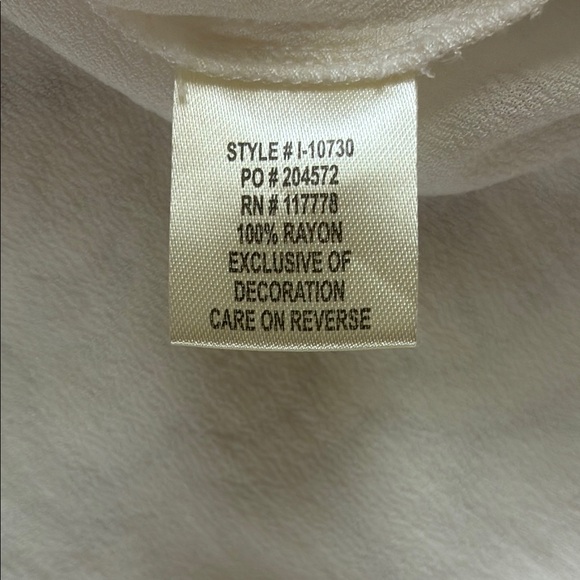 STYLE # I-10730
PO # 204572
RN # 117778
100% RAYON
EXCLUSIVE OF
DECORATION
CARE ON REVERSE